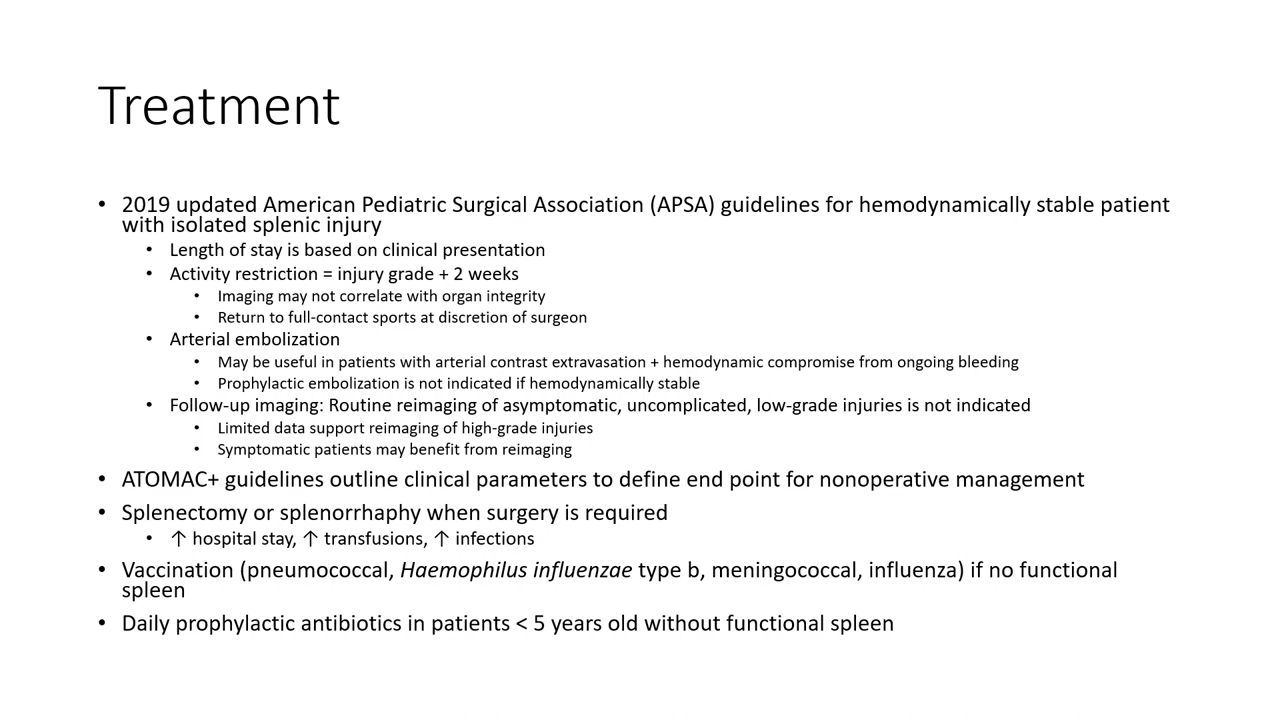 Treatment
• 2019 updated American Pediatric Surgical Association (APSA) guidelines for hemodynamically stable patient
with isolated splenic injury
• Length of stay is based on clinical presentation
• Activity restriction = injury grade + 2 weeks
• Imaging may not correlate with organ integrity
• Return to full-contact sports at discretion of surgeon
• Arterial embolization
• May be useful in patients with arterial contrast extravasation + hemodynamic compromise from ongoing bleeding
• Prophylactic embolization is not indicated if hemodynamically stable
• Follow-up imaging: Routine reimaging of asymptomatic, uncomplicated, low-grade injuries is not indicated
• Limited data support reimaging of high-grade injuries
• Symptomatic patients may benefit from reimaging
• ATOMAC+ guidelines outline clinical parameters to define end point for nonoperative management
• Splenectomy or splenorrhaphy when surgery is required
• ↑ hospital stay, ↑ transfusions, ↑ infections
• Vaccination (pneumococcal, Haemophilus influenzae type b, meningococcal, influenza) if no functional
spleen
• Daily prophylactic antibiotics in patients < 5 years old without functional spleen